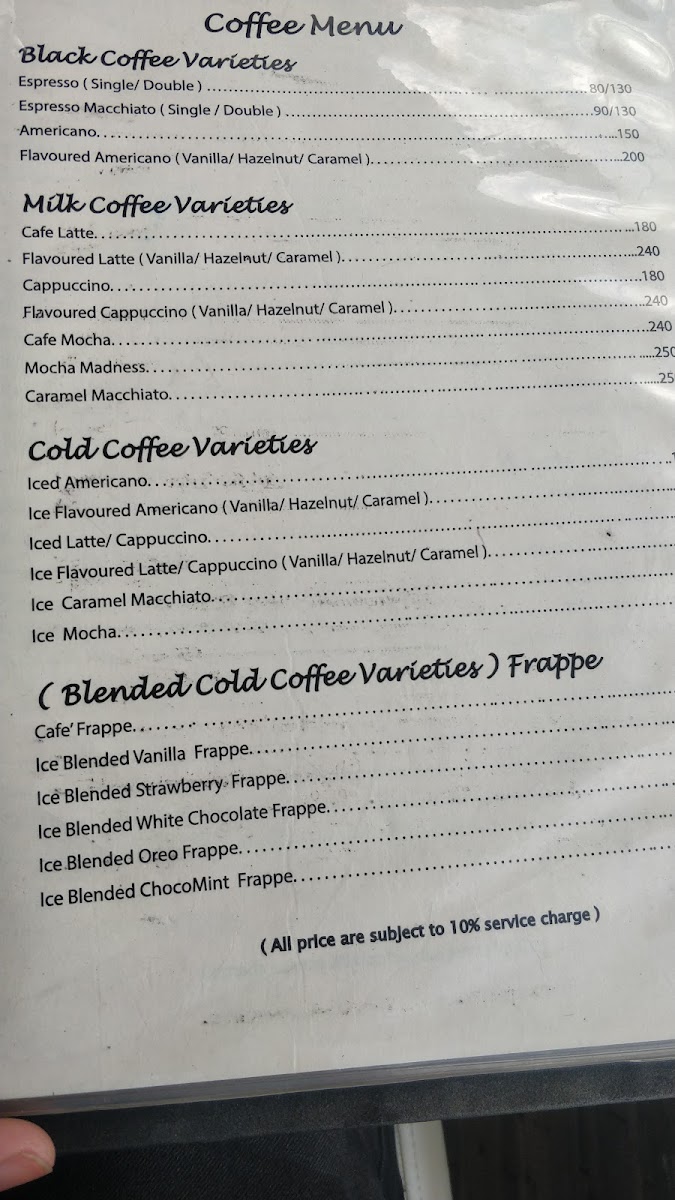 Coffee Menu
Black Coffee Varieties
Espresso ( Single/ Double ) ........................ 80/130
Espresso Macchiato ( Single / Double ) ........................ 90/130
Americano........................ 150
Flavoured Americano ( Vanilla/ Hazelnut/ Caramel )........................ 200
Milk Coffee Varieties
Cafe Latte........................ 180
Flavoured Latte ( Vanilla/ Hazelnut/ Caramel )........................ 240
Cappuccino........................ 180
Flavoured Cappuccino ( Vanilla/ Hazelnut/ Caramel )........................ 240
Cafe Mocha........................ 240
Mocha Madness........................ 250
Caramel Macchiato........................ 25
Cold Coffee Varieties
Iced Americano........................
Ice Flavoured Americano ( Vanilla/ Hazelnut/ Caramel )........................
Iced Latte/ Cappuccino........................
Ice Flavoured Latte/ Cappuccino ( Vanilla/ Hazelnut/ Caramel )........................
Ice Caramel Macchiato........................
Ice Mocha........................
( Blended Cold Coffee Varieties ) Frappe
Cafe' Frappe........................
Ice Blended Vanilla Frappe........................
Ice Blended Strawberry Frappe........................
Ice Blended White Chocolate Frappe........................
Ice Blended Oreo Frappe........................
Ice Blended ChocoMint Frappe........................
( All price are subject to 10% service charge )